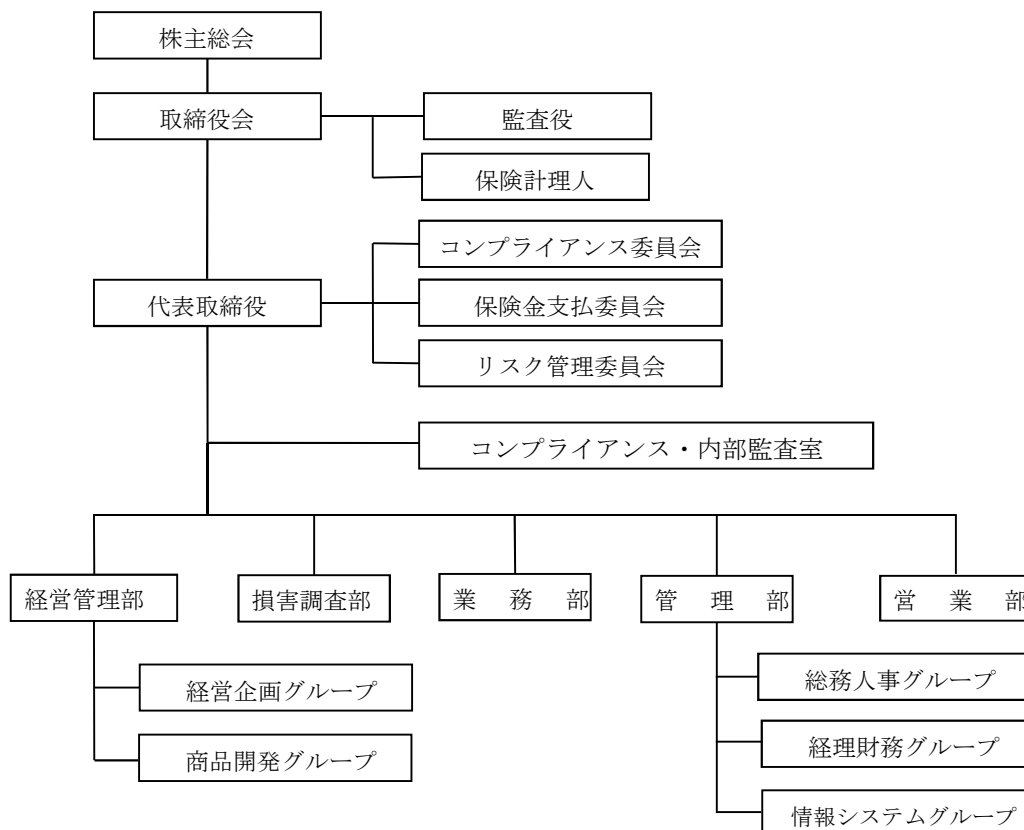 株主総会
取締役会
監査役
保険計理人
コンプライアンス委員会
代表取締役
保険金支払委員会
リスク管理委員会
コンプライアンス・内部監査室
経営管理部
損害調査部
業 務 部
管 理 部
営 業 部
経営企画グループ
商品開発グループ
総務人事グループ
経理財務グループ
情報システムグループ